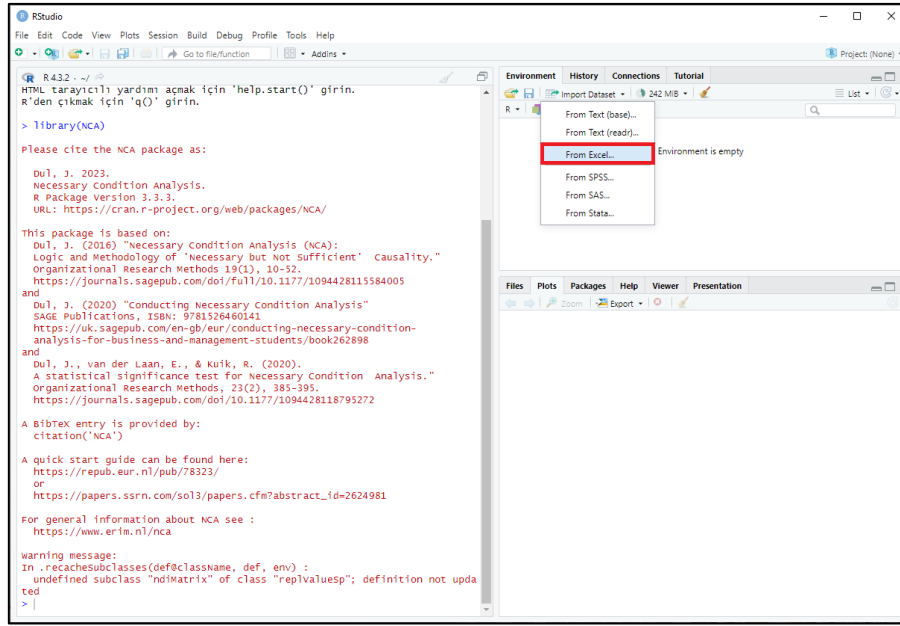 RStudio
File Edit Code View Plots Session Build Debug Profile Tools Help
Go to file/function Addins Project: (None)
R 4.3.2 · ~/
HTML tarayıcılı yardımı açmak için 'help.start()' girin.
R'den çıkmak için 'q()' girin.
> library(NCA)
Please cite the NCA package as:
Dul, J. 2023.
Necessary Condition Analysis.
R Package Version 3.3.3.
URL: https://cran.r-project.org/web/packages/NCA/
This package is based on:
Dul, J. (2016) "Necessary Condition Analysis (NCA):
Logic and Methodology of 'Necessary but Not Sufficient' Causality."
Organizational Research Methods 19(1), 10-52.
https://journals.sagepub.com/doi/full/10.1177/1094428115584005
and
Dul, J. (2020) "Conducting Necessary Condition Analysis"
SAGE Publications, ISBN: 9781526460141
https://uk.sagepub.com/en-gb/eur/conducting-necessary-condition-
analysis-for-business-and-management-students/book262898
and
Dul, J., van der Laan, E., & Kuik, R. (2020).
A statistical significance test for Necessary Condition Analysis."
Organizational Research Methods, 23(2), 385-395.
https://journals.sagepub.com/doi/10.1177/1094428118795272
A BibTeX entry is provided by:
citation('NCA')
A quick start guide can be found here:
https://repub.eur.nl/pub/78323/
or
https://papers.ssrn.com/sol3/papers.cfm?abstract_id=2624981
For general information about NCA see :
https://www.erim.nl/nca
Warning message:
In .recacheSubclasses(def@className, def, env) :
undefined subclass "ndiMatrix" of class "replValueSp"; definition not upda
ted
>
Environment History Connections Tutorial
Import Dataset 242 MiB List
R
From Text (base)...
From Text (readr)...
From Excel...
From SPSS...
From SAS...
From Stata...
Environment is empty
Files Plots Packages Help Viewer Presentation
Zoom Export